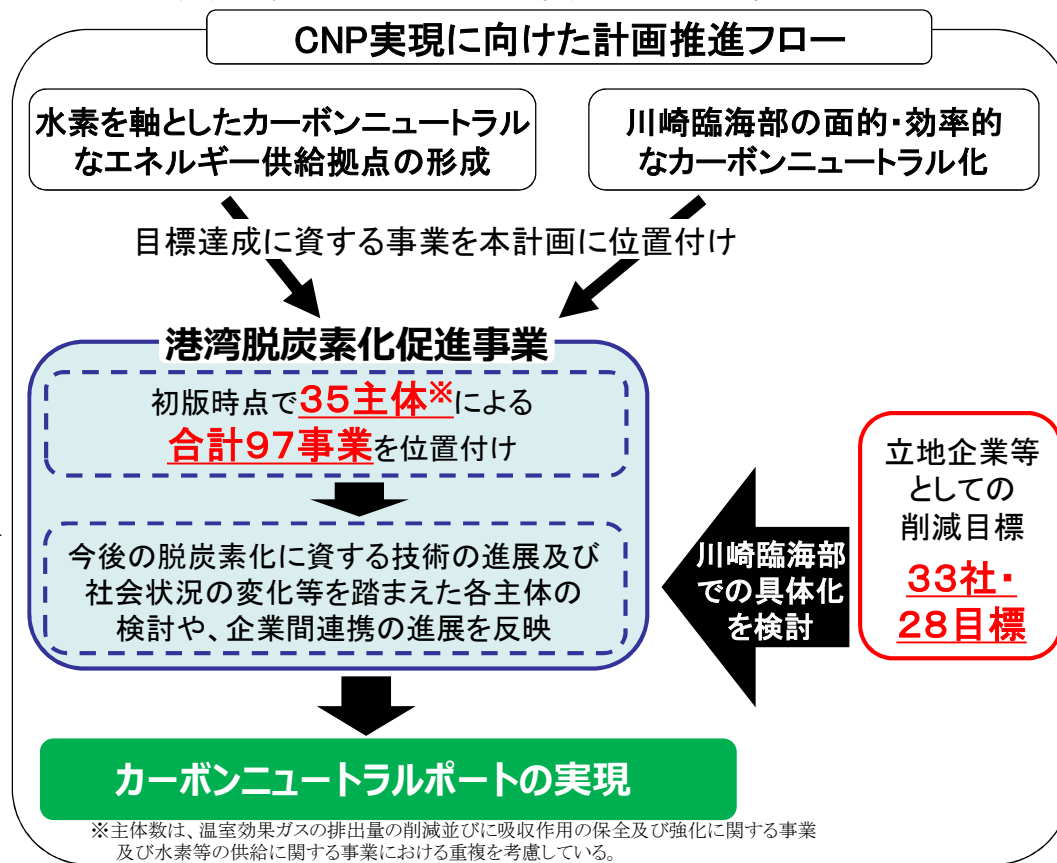 CNP実現に向けた計画推進フロー
水素を軸としたカーボンニュートラル
なエネルギー供給拠点の形成
川崎臨海部の面的・効率的
なカーボンニュートラル化
目標達成に資する事業を本計画に位置付け
港湾脱炭素化促進事業
初版時点で35主体※による
合計97事業を位置付け
今後の脱炭素化に資する技術の進展及び
社会状況の変化等を踏まえた各主体の
検討や、企業間連携の進展を反映
川崎臨海部
での具体化
を検討
立地企業等
としての
削減目標
33社・
28目標
カーボンニュートラルポートの実現
※主体数は、温室効果ガスの排出量の削減並びに吸収作用の保全及び強化に関する事業
及び水素等の供給に関する事業における重複を考慮している。